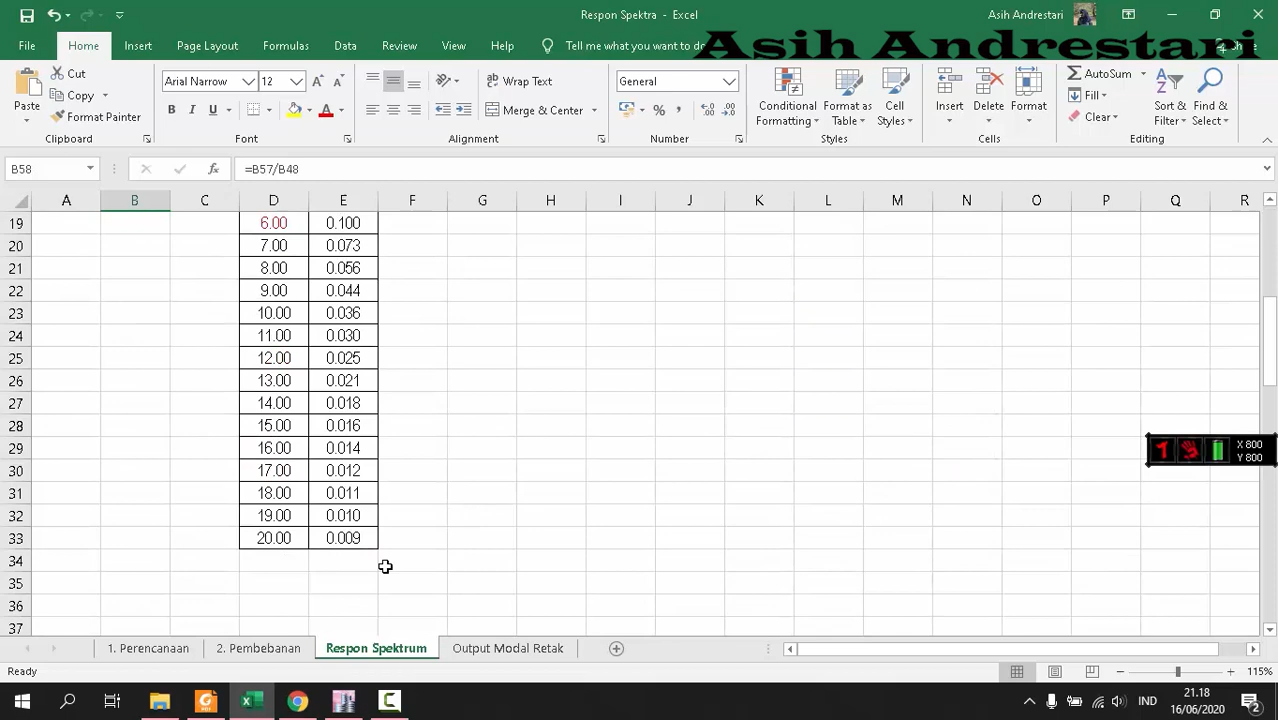 Respon Spektra - Excel
Asih Andrestari
File
Home
Insert
Page Layout
Formulas
Data
Review
View
Help
Tell me what you want to do
Share
Asih Andrestari
Paste
Cut
Copy
Format Painter
Clipboard
Arial Narrow
12
B I U
A
Font
Wrap Text
Merge & Center
Alignment
General
%
Number
Conditional Formatting
Format as Table
Cell Styles
Styles
Insert
Delete
Format
Cells
AutoSum
Fill
Clear
Sort & Filter
Find & Select
Editing
B58
fx
=B57/B48
A B C D E F G H I J K L M N O P Q R
19 6.00 0.100
20 7.00 0.073
21 8.00 0.056
22 9.00 0.044
23 10.00 0.036
24 11.00 0.030
25 12.00 0.025
26 13.00 0.021
27 14.00 0.018
28 15.00 0.016
29 16.00 0.014
30 17.00 0.012
31 18.00 0.011
32 19.00 0.010
33 20.00 0.009
34
35
36
37
X 800
Y 800
1. Perencanaan
2. Pembebanan
Respon Spektrum
Output Modal Retak
Ready
115%
IND
21.18
16/06/2020
2